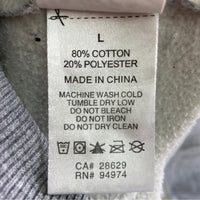 L
80% COTTON
20% POLYESTER
MADE IN CHINA
MACHINE WASH COLD
TUMBLE DRY LOW
DO NOT BLEACH
DO NOT IRON
DO NOT DRY CLEAN
CA# 28629
RN# 94974